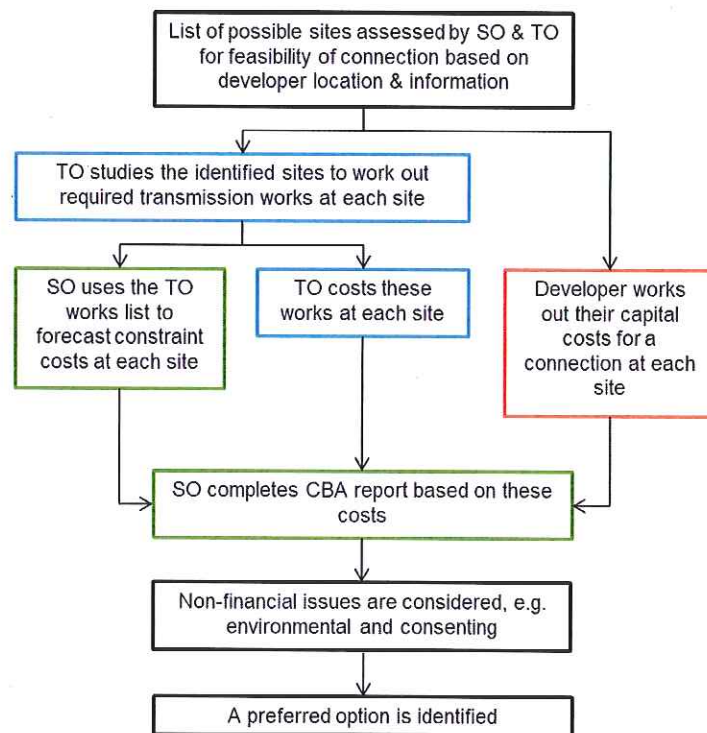 List of possible sites assessed by SO & TO
for feasibility of connection based on
developer location & information
TO studies the identified sites to work out
required transmission works at each site
SO uses the TO
works list to
forecast constraint
costs at each site
TO costs these
works at each site
Developer works
out their capital
costs for a
connection at each
site
SO completes CBA report based on these
costs
Non-financial issues are considered, e.g.
environmental and consenting
A preferred option is identified